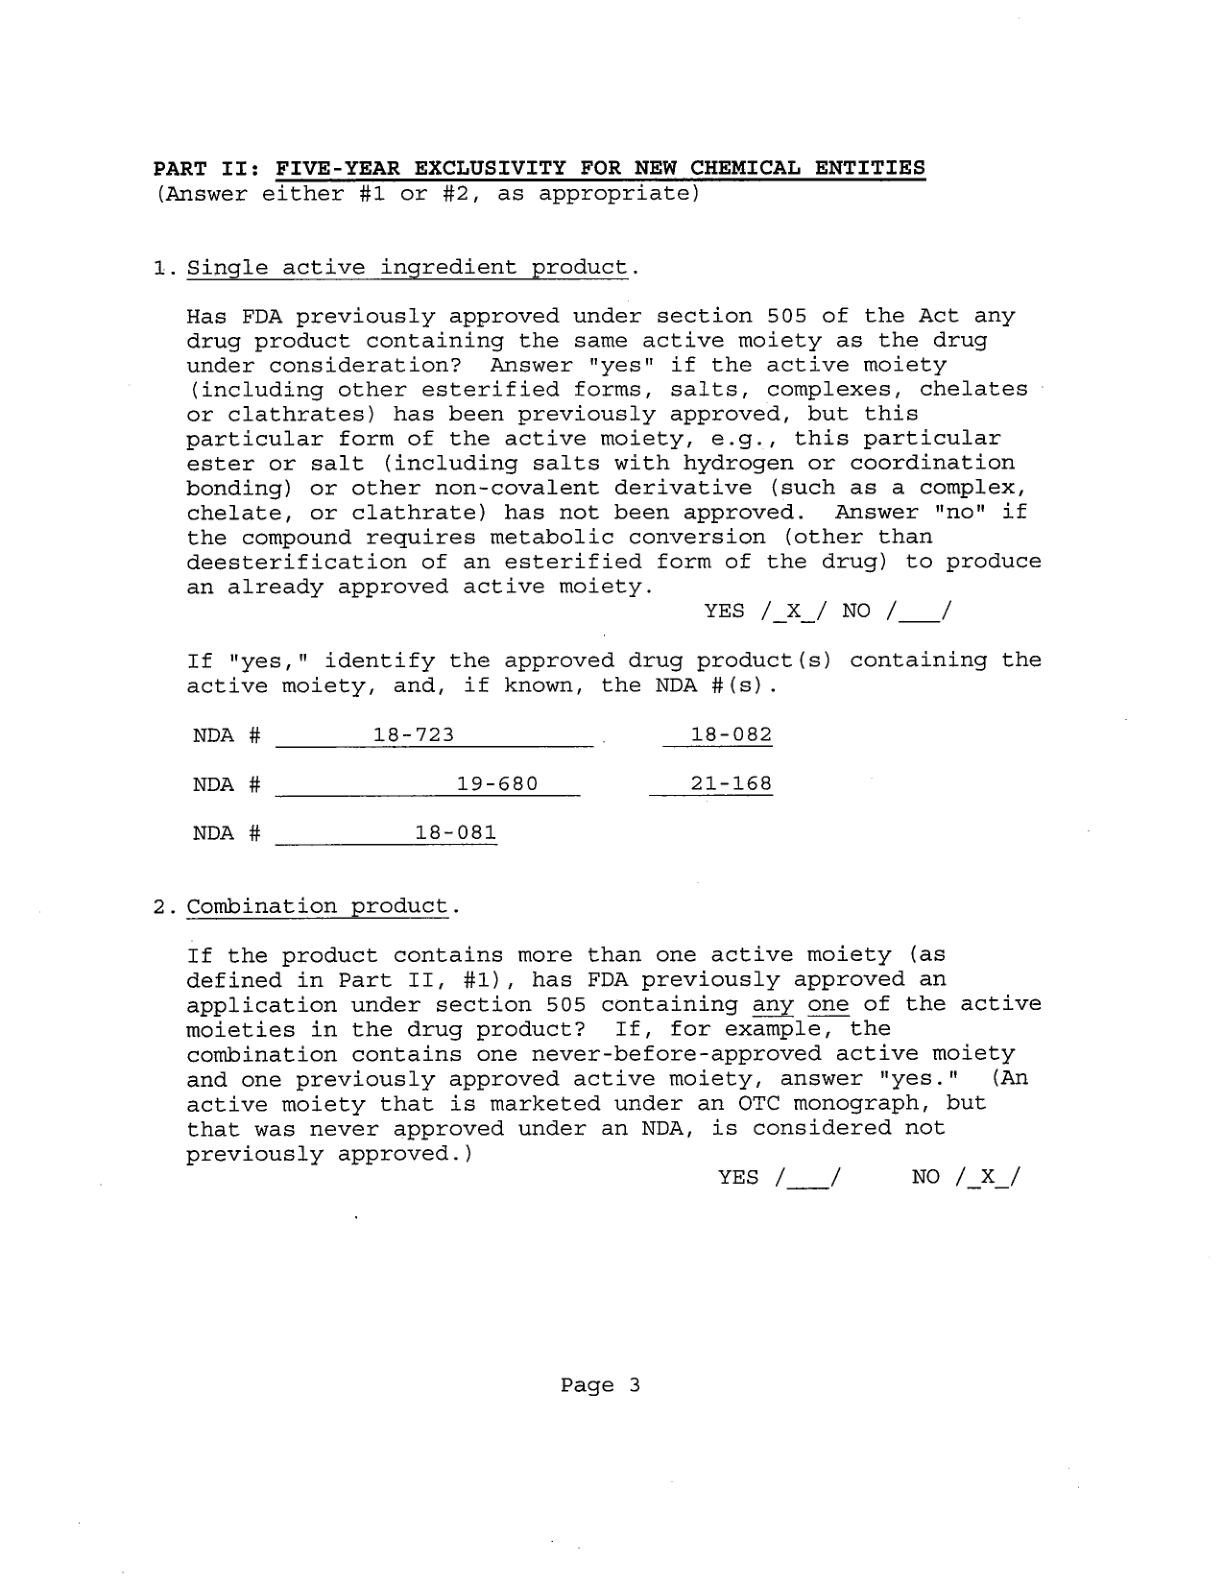 PART II: FIVE-YEAR EXCLUSIVITY FOR NEW CHEMICAL ENTITIES
(Answer either #1 or #2, as appropriate)
1. Single active ingredient product.
Has FDA previously approved under section 505 of the Act any
drug product containing the same active moiety as the drug
under consideration? Answer "yes" if the active moiety
(including other esterified forms, salts, complexes, chelates
or clathrates) has been previously approved, but this
particular form of the active moiety, e.g., this particular
ester or salt (including salts with hydrogen or coordination
bonding) or other non-covalent derivative (such as a complex,
chelate, or clathrate) has not been approved. Answer "no" if
the compound requires metabolic conversion (other than
deesterification of an esterified form of the drug) to produce
an already approved active moiety.
YES /_X_/ NO /___/
If "yes," identify the approved drug product(s) containing the
active moiety, and, if known, the NDA #(s).
NDA # 18-723 18-082
NDA # 19-680 21-168
NDA # 18-081
2. Combination product.
If the product contains more than one active moiety (as
defined in Part II, #1), has FDA previously approved an
application under section 505 containing any one of the active
moieties in the drug product? If, for example, the
combination contains one never-before-approved active moiety
and one previously approved active moiety, answer "yes." (An
active moiety that is marketed under an OTC monograph, but
that was never approved under an NDA, is considered not
previously approved.)
YES /___/ NO /_X_/
Page 3